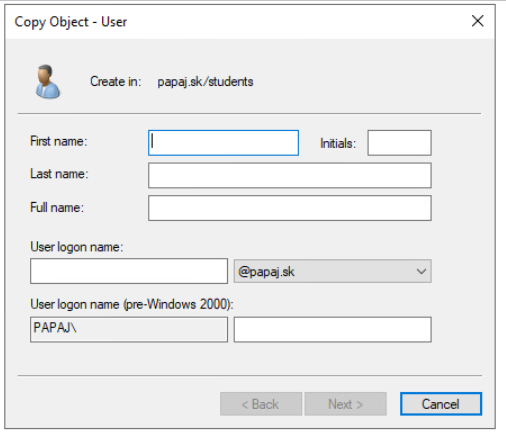 Copy Object - User
Create in: papaj.sk/students
First name:
Initials:
Last name:
Full name:
User logon name:
@papaj.sk
User logon name (pre-Windows 2000):
PAPAJ\
< Back
Next >
Cancel